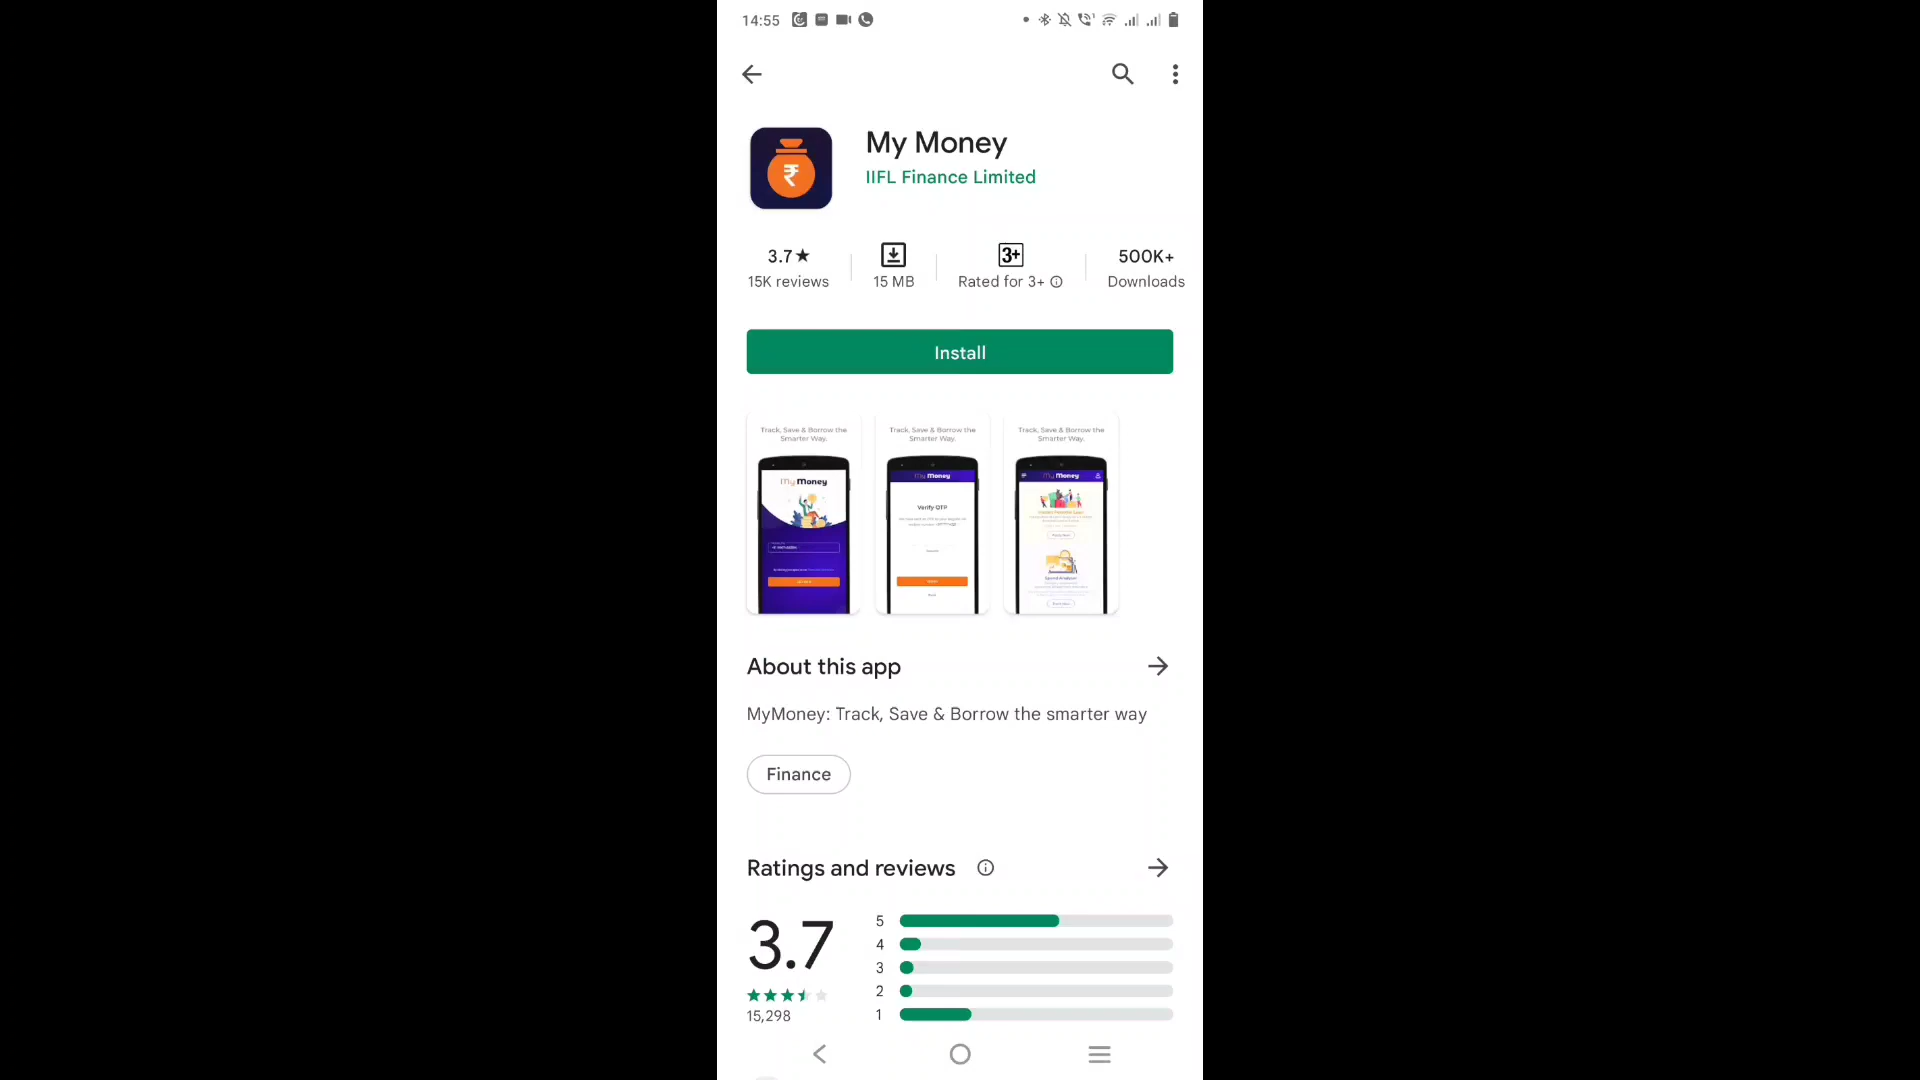 14:55
My Money
IIFL Finance Limited
3.7★
15K reviews
15 MB
3+
Rated for 3+
500K+
Downloads
Install
Track, Save & Borrow the
Smarter Way.
My Money
Track, Save & Borrow the
Smarter Way.
My Money
Verify OTP
Track, Save & Borrow the
Smarter Way.
My Money
About this app
MyMoney: Track, Save & Borrow the smarter way
Finance
Ratings and reviews
3.7
15,298
5
4
3
2
1